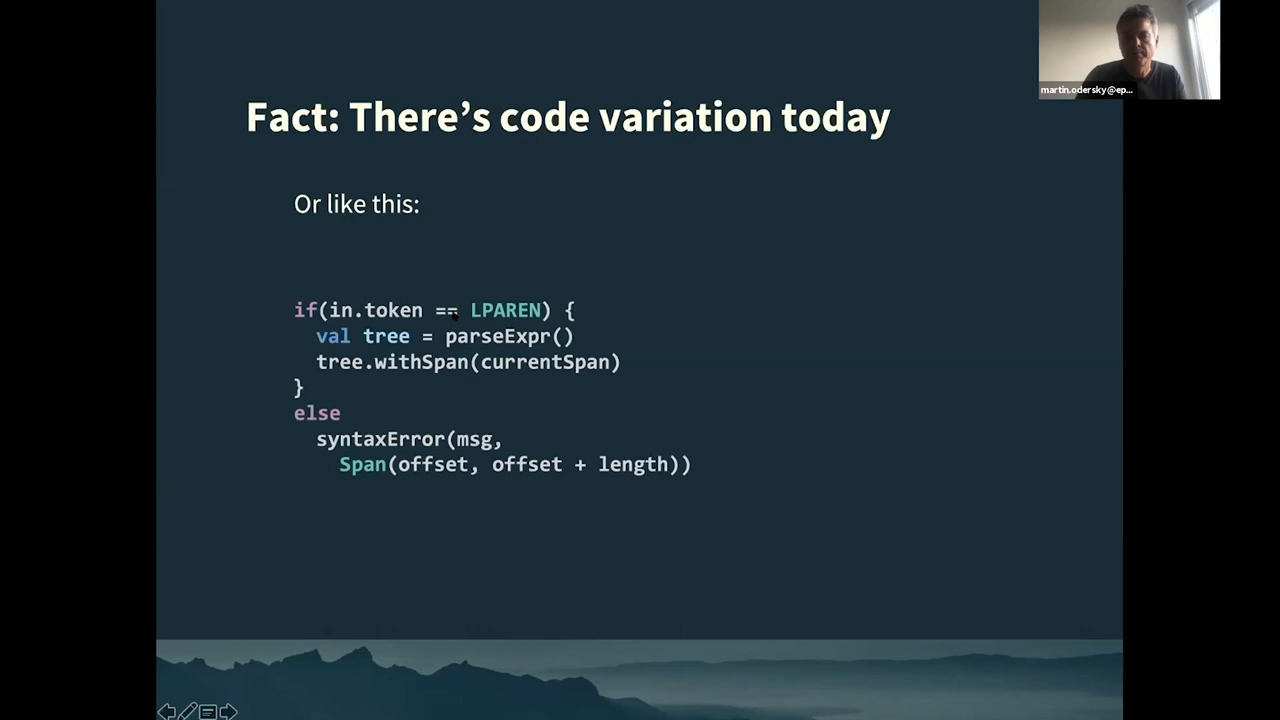 martin.odersky@ep...
Fact: There's code variation today
Or like this:
if(in.token == LPAREN) {
  val tree = parseExpr()
  tree.withSpan(currentSpan)
}
else
  syntaxError(msg,
    Span(offset, offset + length))